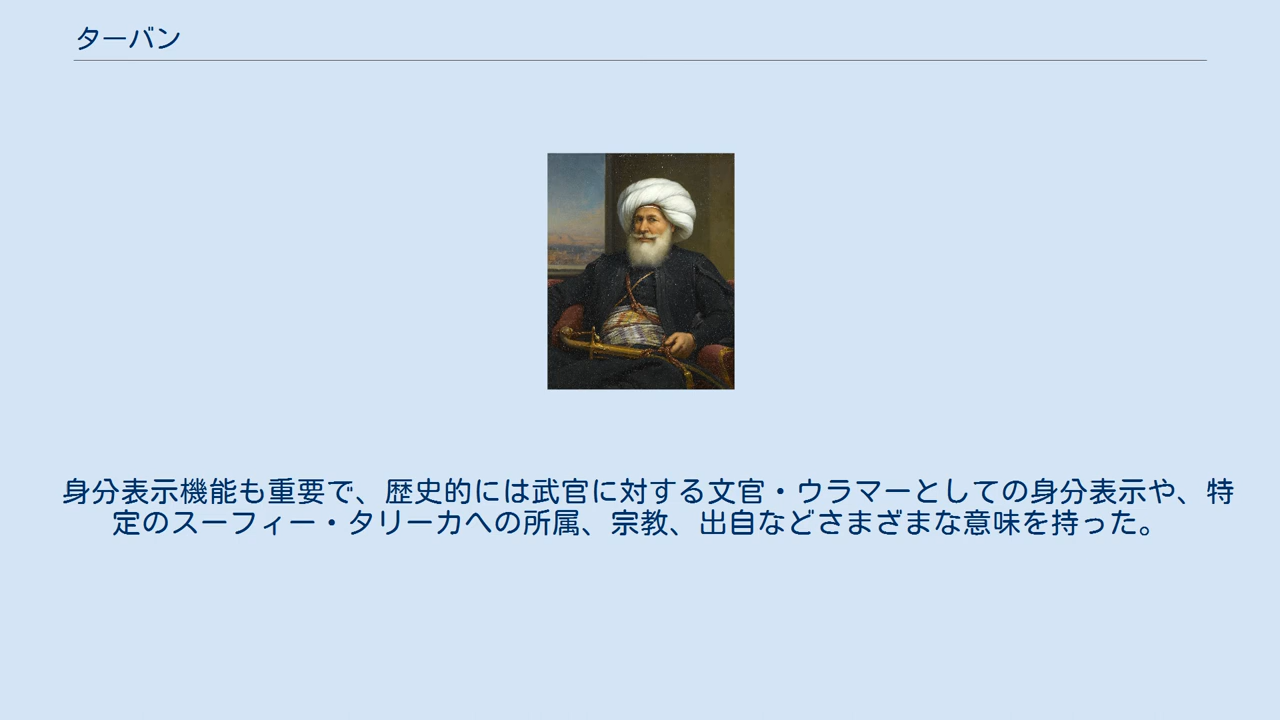 ターバン
身分表示機能も重要で、歴史的には武官に対する文官・ウラマーとしての身分表示や、特
定のスーフィー・タリーカへの所属、宗教、出自などさまざまな意味を持った。